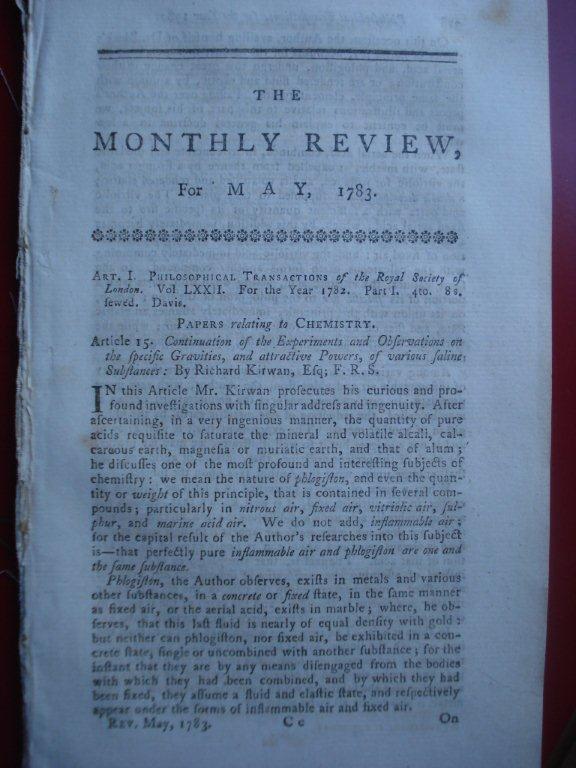 THE
MONTHLY REVIEW,
For MAY, 1783.
ART. I. PHILOSOPHICAL TRANSACTIONS of the Royal Society of
London. Vol LXXII. For the Year 1782. Part I. 4to. 8s.
ſewed. Davis.
PAPERS relating to CHEMISTRY.
Article 15. Continuation of the Experiments and Obſervations on
the ſpecific Gravities, and attractive Powers, of various ſaline
Subſtances: By Richard Kirwan, Eſq; F. R. S.
IN this Article Mr. Kirwan proſecutes his curious and pro-
found inveſtigations with ſingular addreſs and ingenuity. After
aſcertaining, in a very ingenious manner, the quantity of pure
acids requiſite to ſaturate the mineral and volatile alcali, cal-
careous earth, magneſia or muriatic earth, and that of alum;
he diſcuſſes one of the moſt profound and intereſting ſubjects of
chemiſtry: we mean the nature of phlogiſton, and even the quan-
tity or weight of this principle, that is contained in ſeveral com-
pounds; particularly in nitrous air, fixed air, vitriolic air, ſul-
phur, and marine acid air. We do not add, inflammable air;
for the capital reſult of the Author's reſearches into this ſubject
is—that perfectly pure inflammable air and phlogiſton are one and
the ſame ſubſtance.
Phlogiſton, the Author obſerves, exiſts in metals and various
other ſubſtances, in a concrete or fixed ſtate, in the ſame manner
as fixed air, or the aerial acid, exiſts in marble; where, he ob-
ſerves, that this laſt fluid is nearly of equal denſity with gold:
but neither can phlogiſton, nor fixed air, be exhibited in a con-
crete ſtate, ſingle or uncombined with another ſubſtance; for the
inſtant that they are by any means diſengaged from the bodies
with which they had been combined, and by which they had
been fixed, they aſſume a fluid and elaſtic ſtate, and reſpectively
appear under the forms of inflammable air and fixed air.
REV. May, 1783. C c On